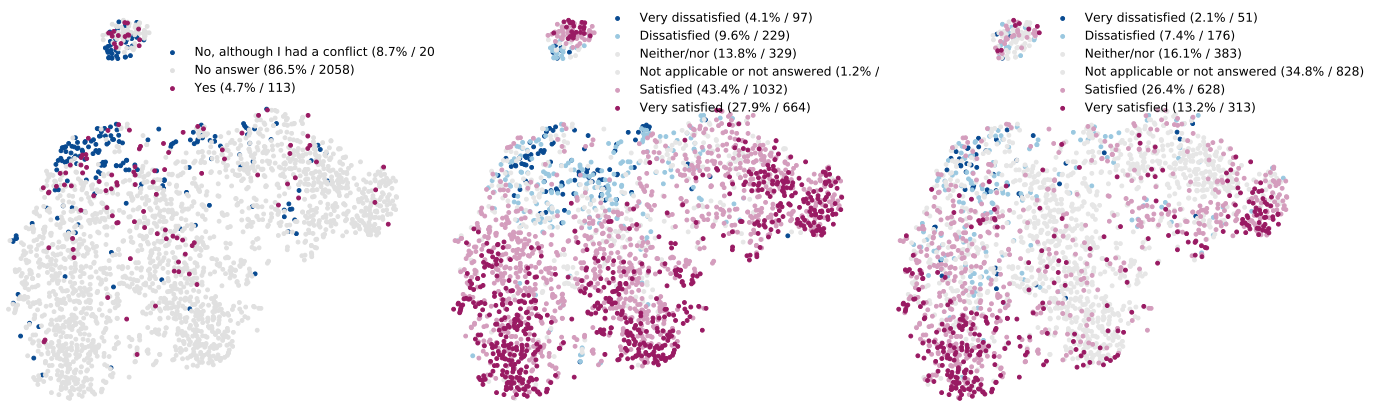 No, although I had a conflict (8.7% / 20
No answer (86.5% / 2058)
Yes (4.7% / 113)
Very dissatisfied (4.1% / 97)
Dissatisfied (9.6% / 229)
Neither/nor (13.8% / 329)
Not applicable or not answered (1.2% /
Satisfied (43.4% / 1032)
Very satisfied (27.9% / 664)
Very dissatisfied (2.1% / 51)
Dissatisfied (7.4% / 176)
Neither/nor (16.1% / 383)
Not applicable or not answered (34.8% / 828)
Satisfied (26.4% / 628)
Very satisfied (13.2% / 313)